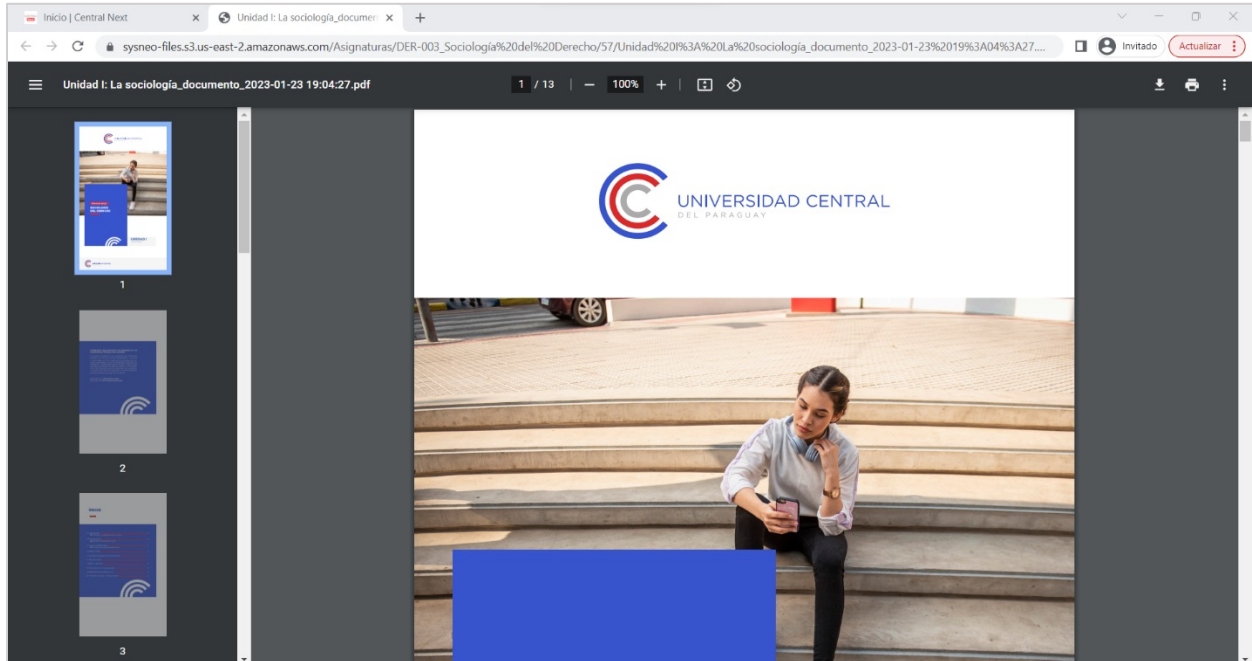 Inicio | Central Next
Unidad I: La sociología_documen
sysneo-files.s3.us-east-2.amazonaws.com/Asignaturas/DER-003_Sociología%20del%20Derecho/57/Unidad%20I%3A%20La%20sociología_documento_2023-01-23%2019%3A04%3A27....
Invitado
Actualizar
Unidad I: La sociología_documento_2023-01-23 19:04:27.pdf
1 / 13
100%
UNIVERSIDAD CENTRAL
DEL PARAGUAY
1
2
3